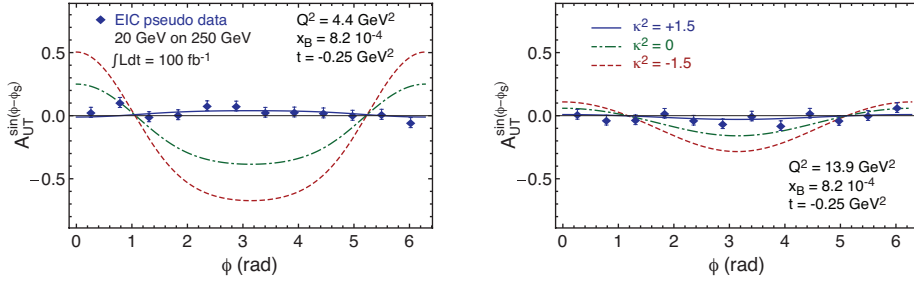 EIC pseudo data
20 GeV on 250 GeV
∫Ldt = 100 fb⁻¹
Q² = 4.4 GeV²
x_B = 8.2 10⁻⁴
t = -0.25 GeV²
0.5
0.0
−0.5
A_UT^sin(ϕ−ϕ_S)
0 1 2 3 4 5 6
ϕ (rad)
κ² = +1.5
κ² = 0
κ² = -1.5
Q² = 13.9 GeV²
x_B = 8.2 10⁻⁴
t = -0.25 GeV²
0.5
0.0
−0.5
A_UT^sin(ϕ−ϕ_S)
0 1 2 3 4 5 6
ϕ (rad)